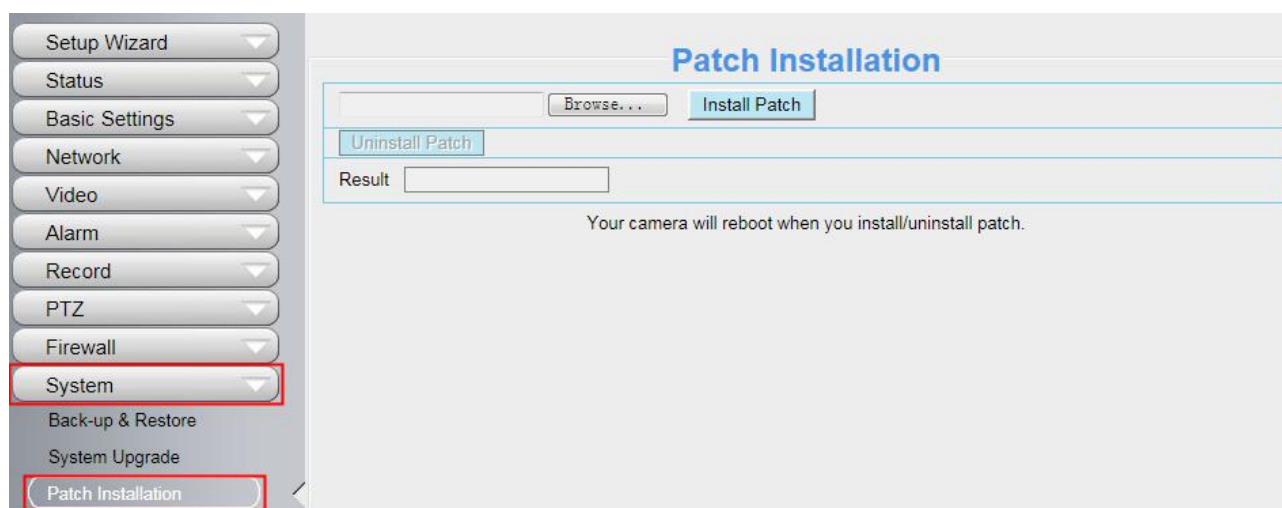 Setup Wizard
Status
Basic Settings
Network
Video
Alarm
Record
PTZ
Firewall
System
Back-up & Restore
System Upgrade
Patch Installation
Patch Installation
Browse... Install Patch
Uninstall Patch
Result
Your camera will reboot when you install/uninstall patch.